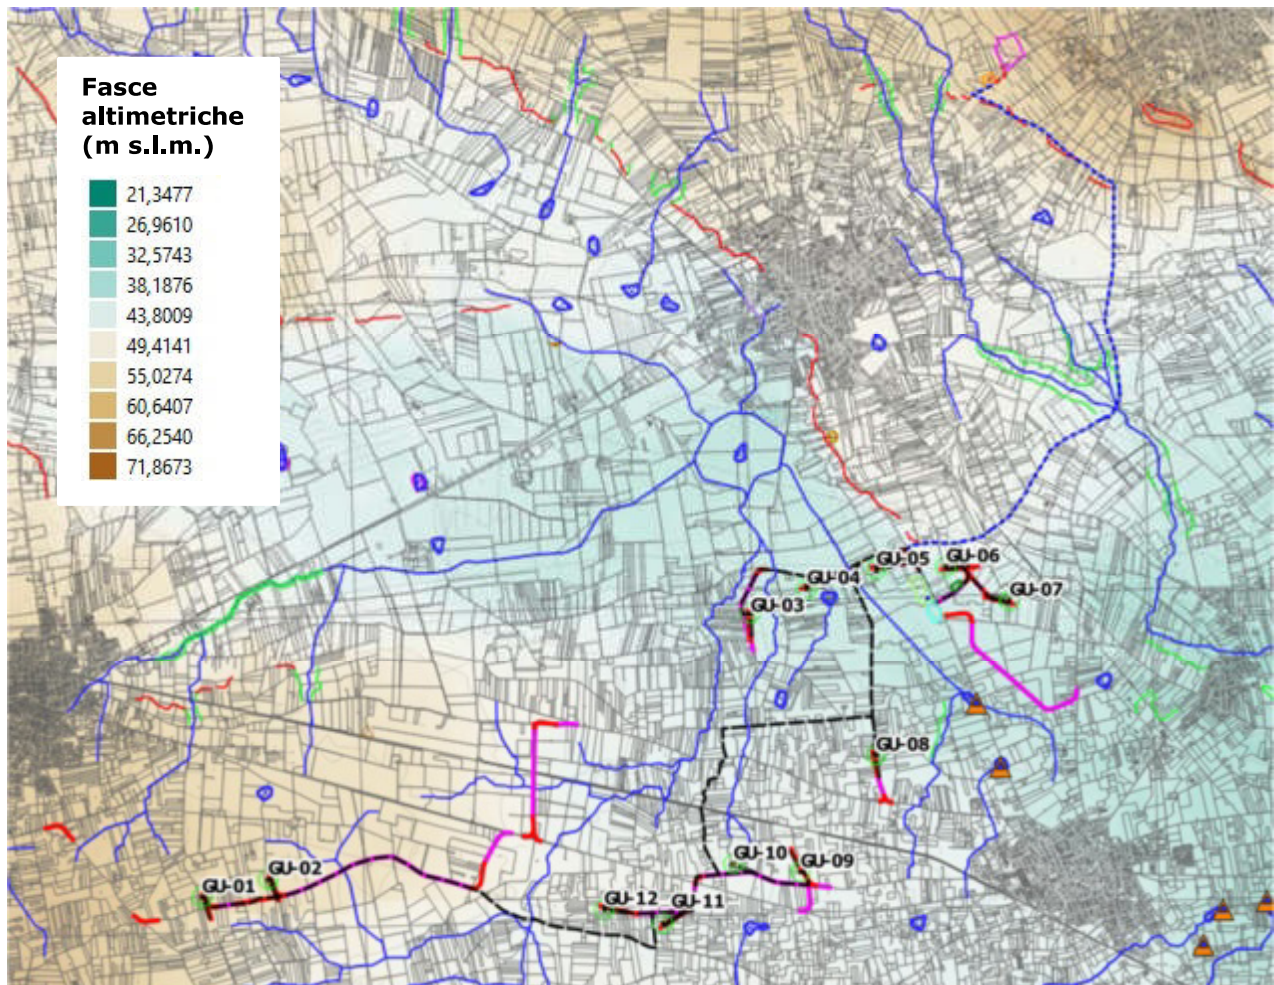 Fasce
altimetriche
(m s.l.m.)
21,3477
26,9610
32,5743
38,1876
43,8009
49,4141
55,0274
60,6407
66,2540
71,8673
GU-05
GU-06
GU-04
GU-07
GU-03
GU-08
GU-10
GU-09
GU-02
GU-01
GU-12
GU-11